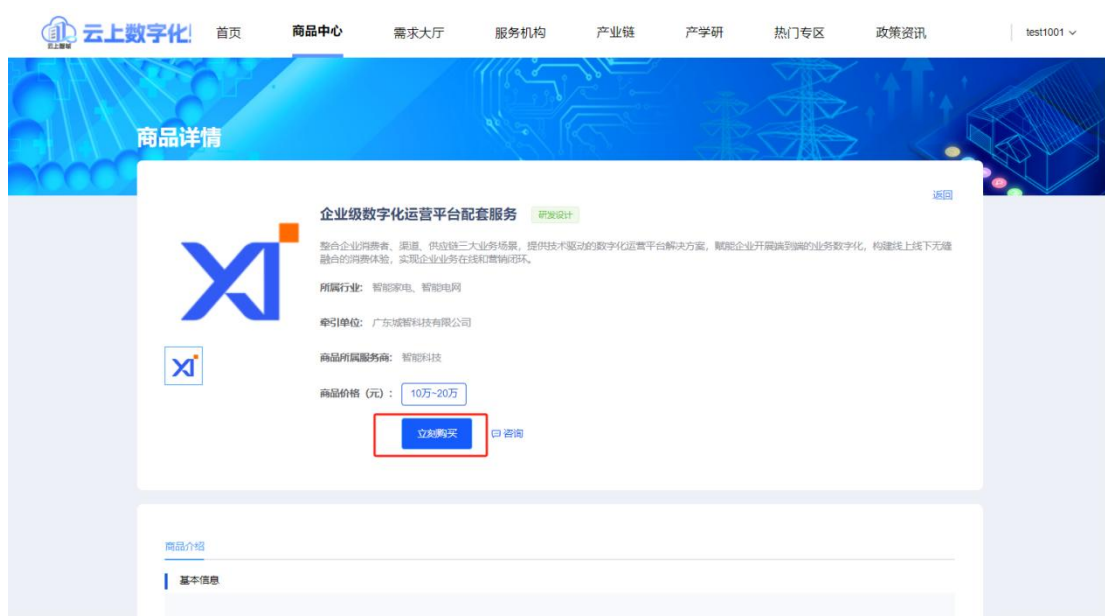 云上数字化
首页
商品中心
需求大厅
服务机构
产业链
产学研
热门专区
政策资讯
test1001
商品详情
返回
企业级数字化运营平台配套服务
研发设计
整合企业消费者、渠道、供应链三大业务场景，提供技术驱动的数字化运营平台解决方案，赋能企业开展端到端的业务数字化，构建线上线下无缝
融合的消费体验，实现企业业务在线和营销闭环。
所属行业： 智能家电、智能电网
牵引单位： 广东城智科技有限公司
商品所属服务商： 智能科技
商品价格（元）： 10万~20万
立刻购买
咨询
商品介绍
基本信息